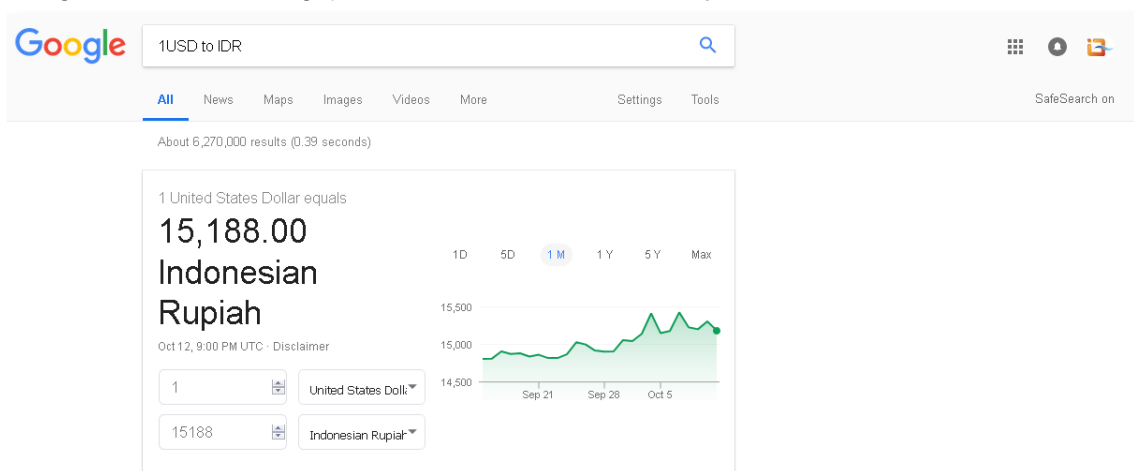 Google
1USD to IDR
All News Maps Images Videos More Settings Tools
SafeSearch on
About 6,270,000 results (0.39 seconds)
1 United States Dollar equals
15,188.00
Indonesian
Rupiah
Oct 12, 9:00 PM UTC · Disclaimer
1 United States Doll
15188 Indonesian Rupiah
1D 5D 1 M 1 Y 5 Y Max
15,500
15,000
14,500
Sep 21 Sep 28 Oct 5